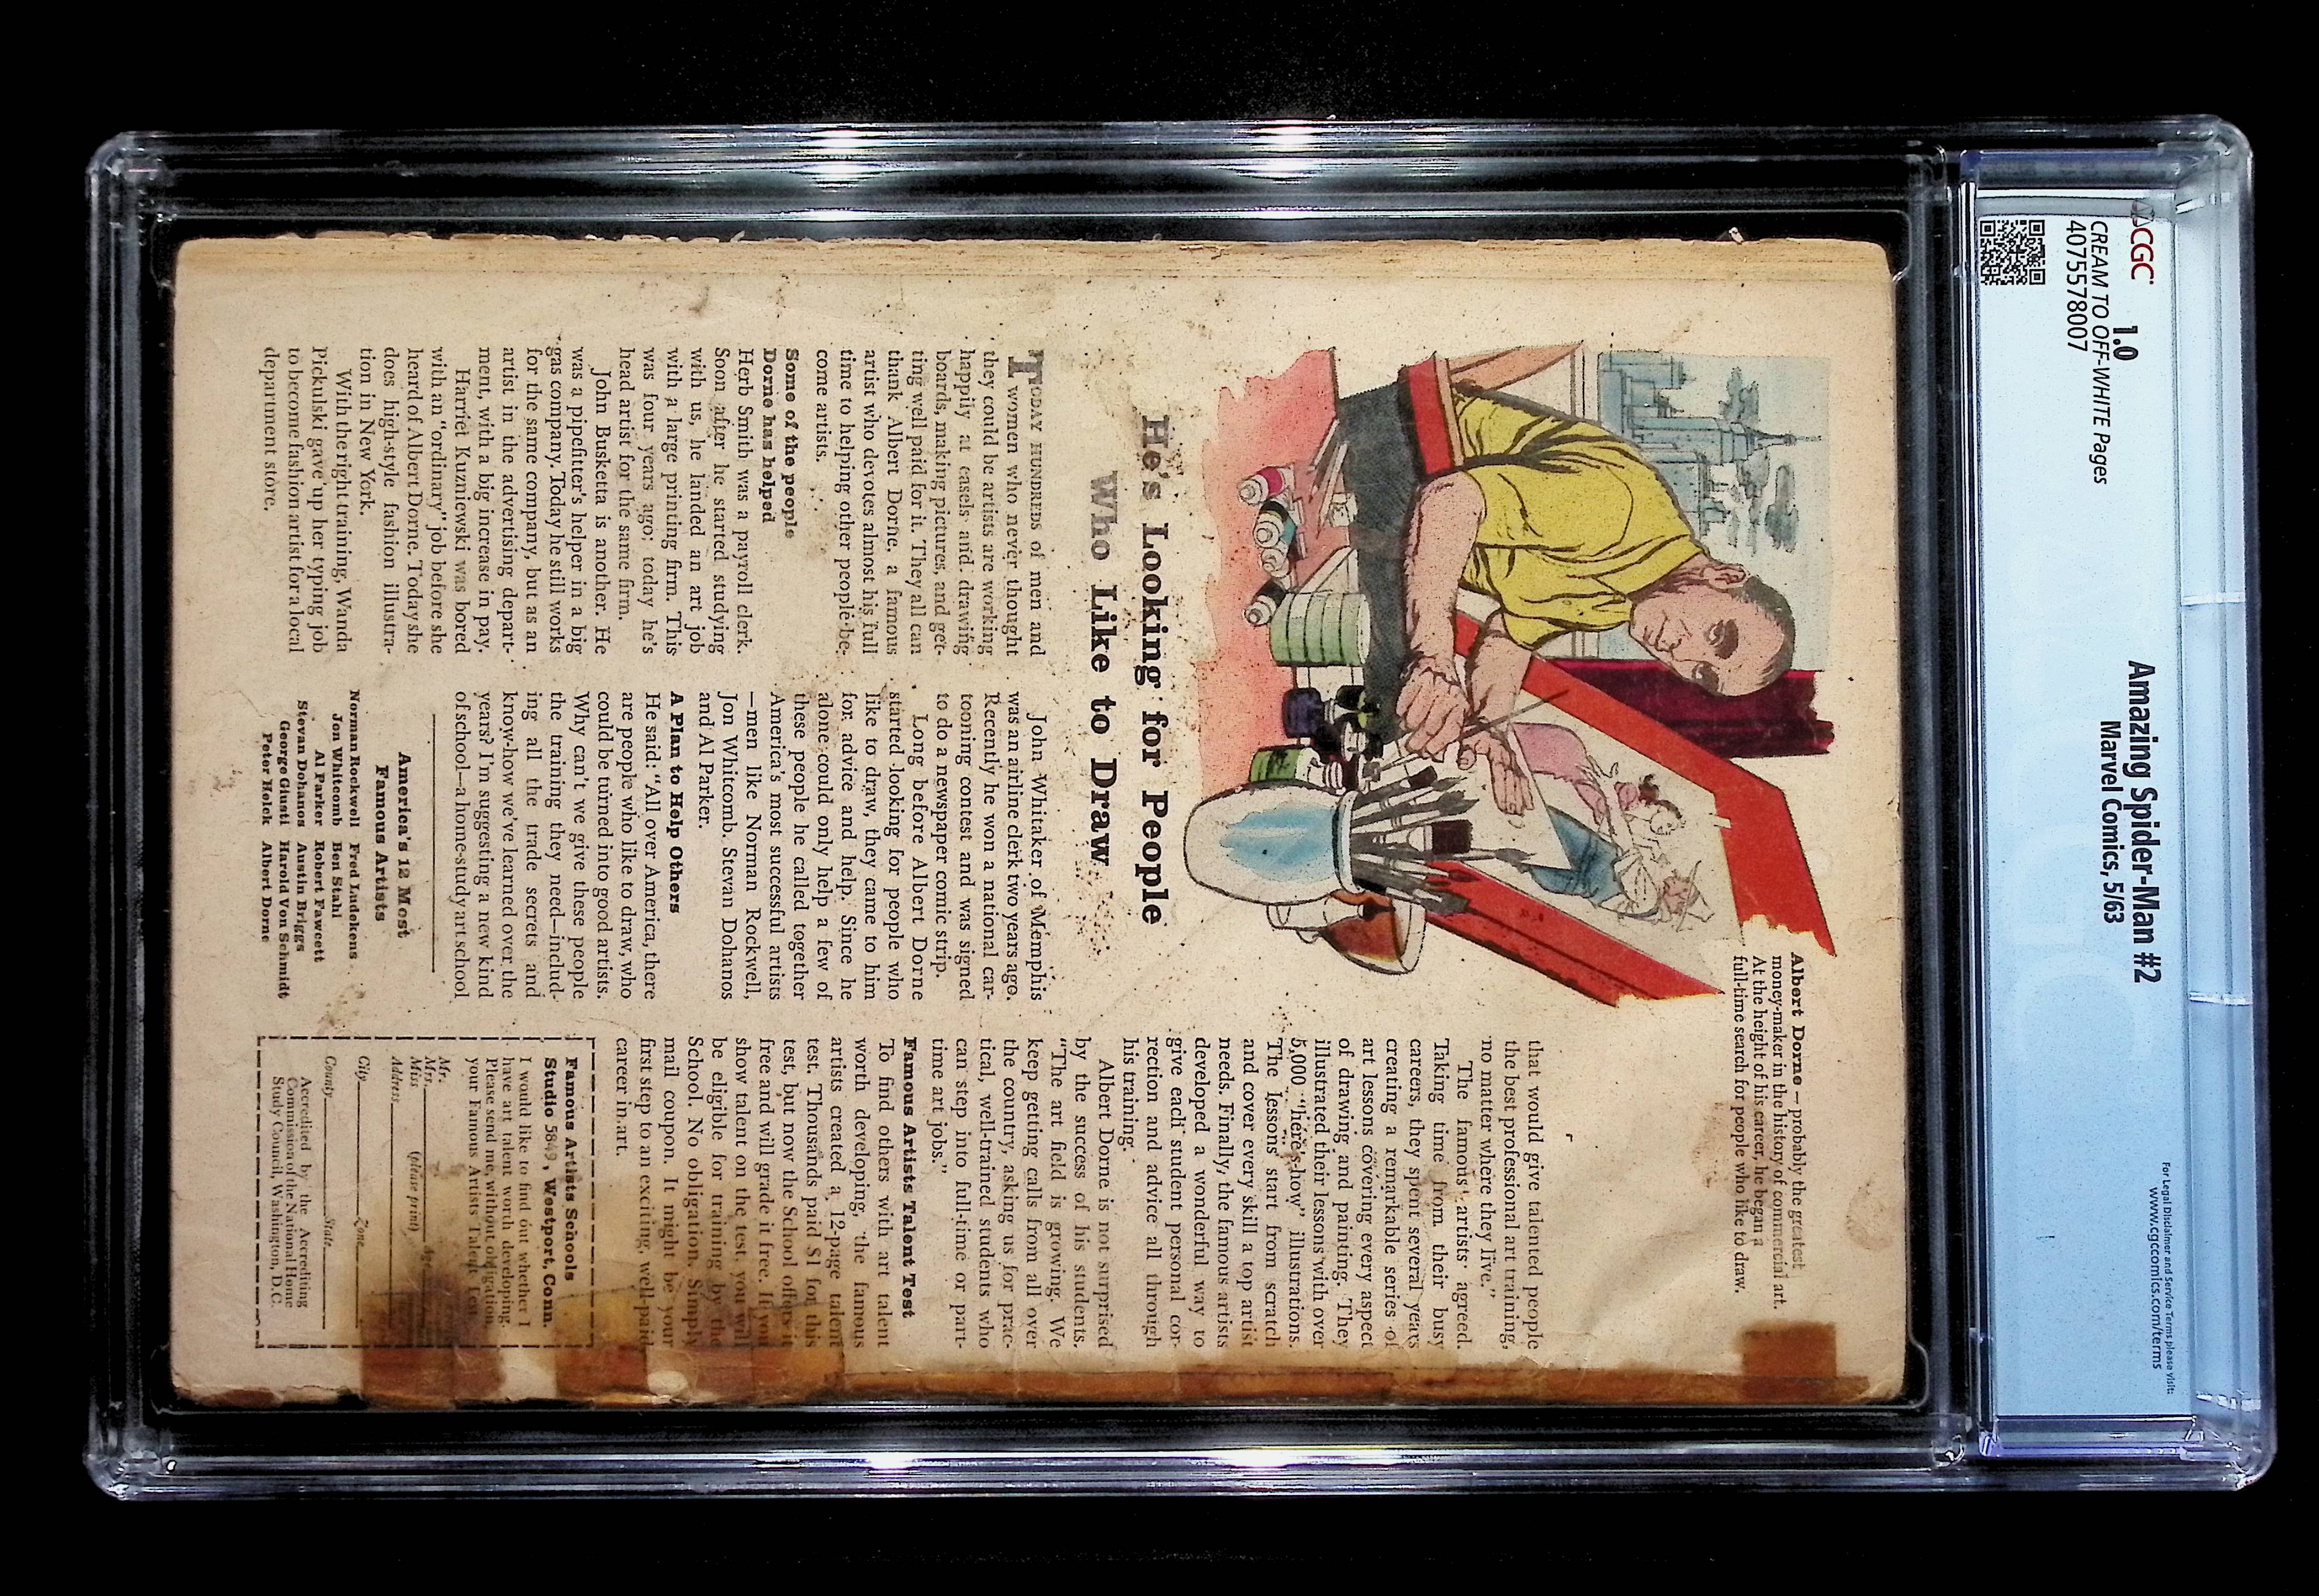 CGC
1.0
CREAM TO OFF-WHITE Pages
4075578007
Amazing Spider-Man #2
Marvel Comics, 5/63
For Legal Disclaimer and Service Terms please visit:
www.cgccomics.com/terms
Albert Dorne – probably the greatest
money-maker in the history of commercial art.
At the height of his career, he began a
full-time search for people who like to draw.
He's Looking for People
Who Like to Draw
TODAY HUNDREDS of men and
women who never thought
they could be artists are working
happily at easels and drawing
boards, making pictures, and get-
ting well paid for it. They all can
thank Albert Dorne, a famous
artist who devotes almost his full
time to helping other people be-
come artists.
Some of the people
Dorne has helped
Herb Smith was a payroll clerk.
Soon after he started studying
with us, he landed an art job
with a large printing firm. This
was four years ago; today he's
head artist for the same firm.
John Busketta is another. He
was a pipefitter's helper in a big
gas company. Today he still works
for the same company, but as an
artist in the advertising depart-
ment, with a big increase in pay.
Harriet Kuzniewski was bored
with an "ordinary" job before she
heard of Albert Dorne. Today she
does high-style fashion illustra-
tion in New York.
With the right training, Wanda
Pickulski gave up her typing job
to become fashion artist for a local
department store.
John Whitaker of Memphis
was an airline clerk two years ago.
Recently he won a national car-
tooning contest and was signed
to do a newspaper comic strip.
Long before Albert Dorne
started looking for people who
like to draw, they came to him
for advice and help. Since he
alone could only help a few of
these people he called together
America's most successful artists
—men like Norman Rockwell,
Jon Whitcomb, Stevan Dohanos
and Al Parker.
A Plan to Help Others
He said: "All over America, there
are people who like to draw, who
could be turned into good artists.
Why can't we give these people
the training they need—includ-
ing all the trade secrets and
know-how we've learned over the
years? I'm suggesting a new kind
of school—a home-study art school
America's 12 Most
Famous Artists
Norman Rockwell Fred Ludekens
Jon Whitcomb Ben Stahl
Al Parker Robert Fawcett
Stevan Dohanos Austin Briggs
George Giusti Harold Von Schmidt
Peter Helck Albert Dorne
that would give talented people
the best professional art training,
no matter where they live."
The famous artists agreed.
Taking time from their busy
careers, they spent several years
creating a remarkable series of
art lessons covering every aspect
of drawing and painting. They
illustrated their lessons with over
5,000 "here's-how" illustrations.
The lessons start from scratch
and cover every skill a top artist
needs. Finally, the famous artists
developed a wonderful way to
give each student personal cor-
rection and advice all through
his training.
Albert Dorne is not surprised
by the success of his students.
"The art field is growing. We
keep getting calls from all over
the country, asking us for prac-
tical, well-trained students who
can step into full-time or part-
time art jobs."
Famous Artists Talent Test
To find others with art talent
worth developing, the famous
artists created a 12-page talent
test. Thousands paid $1 for this
test, but now the School offers it
free and will grade it free. If you
show talent on the test, you will
be eligible for training by the
School. No obligation. Simply
mail coupon. It might be your
first step to an exciting, well-paid
career in art.
Famous Artists Schools
Studio 5849, Westport, Conn.
I would like to find out whether I
have art talent worth developing.
Please send me, without obligation,
your Famous Artists Talent Test.
Mr.
Mrs.
Miss Age
(please print)
Address
City Zone
County State
Accredited by the Accrediting
Commission of the National Home
Study Council, Washington, D.C.